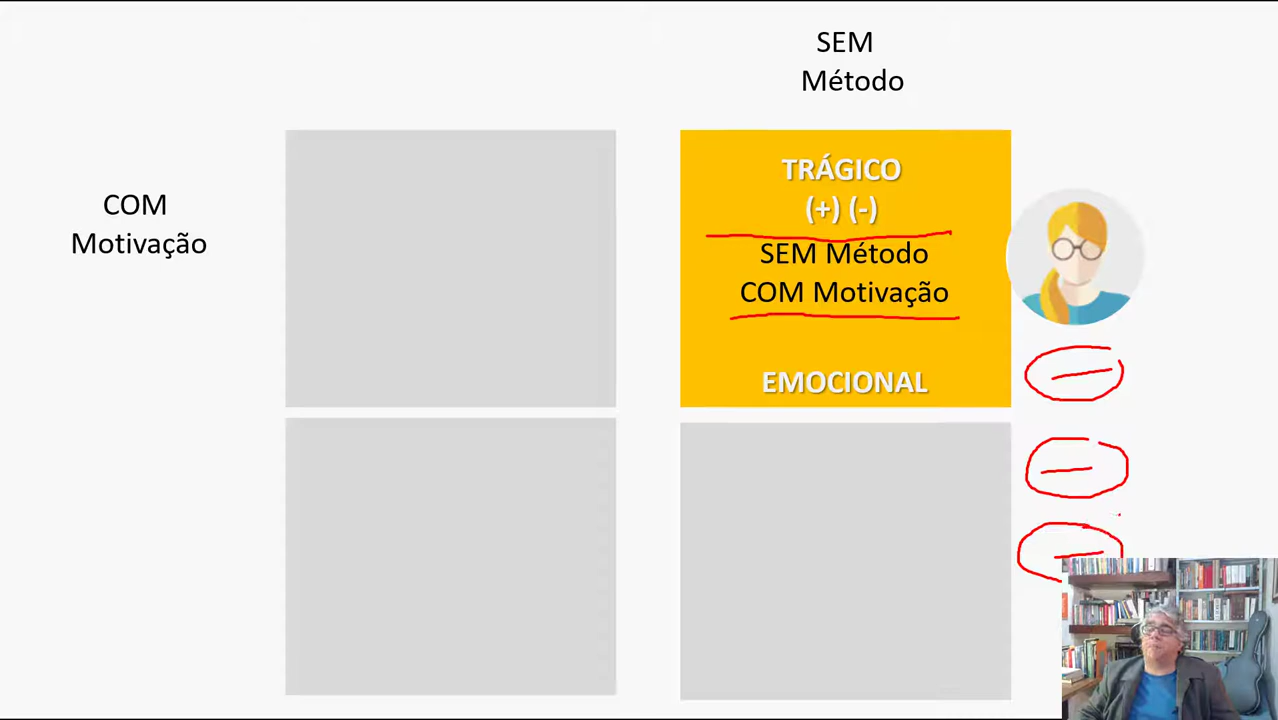 SEM
Método
COM
Motivação
TRÁGICO
(+) (-)
SEM Método
COM Motivação
EMOCIONAL